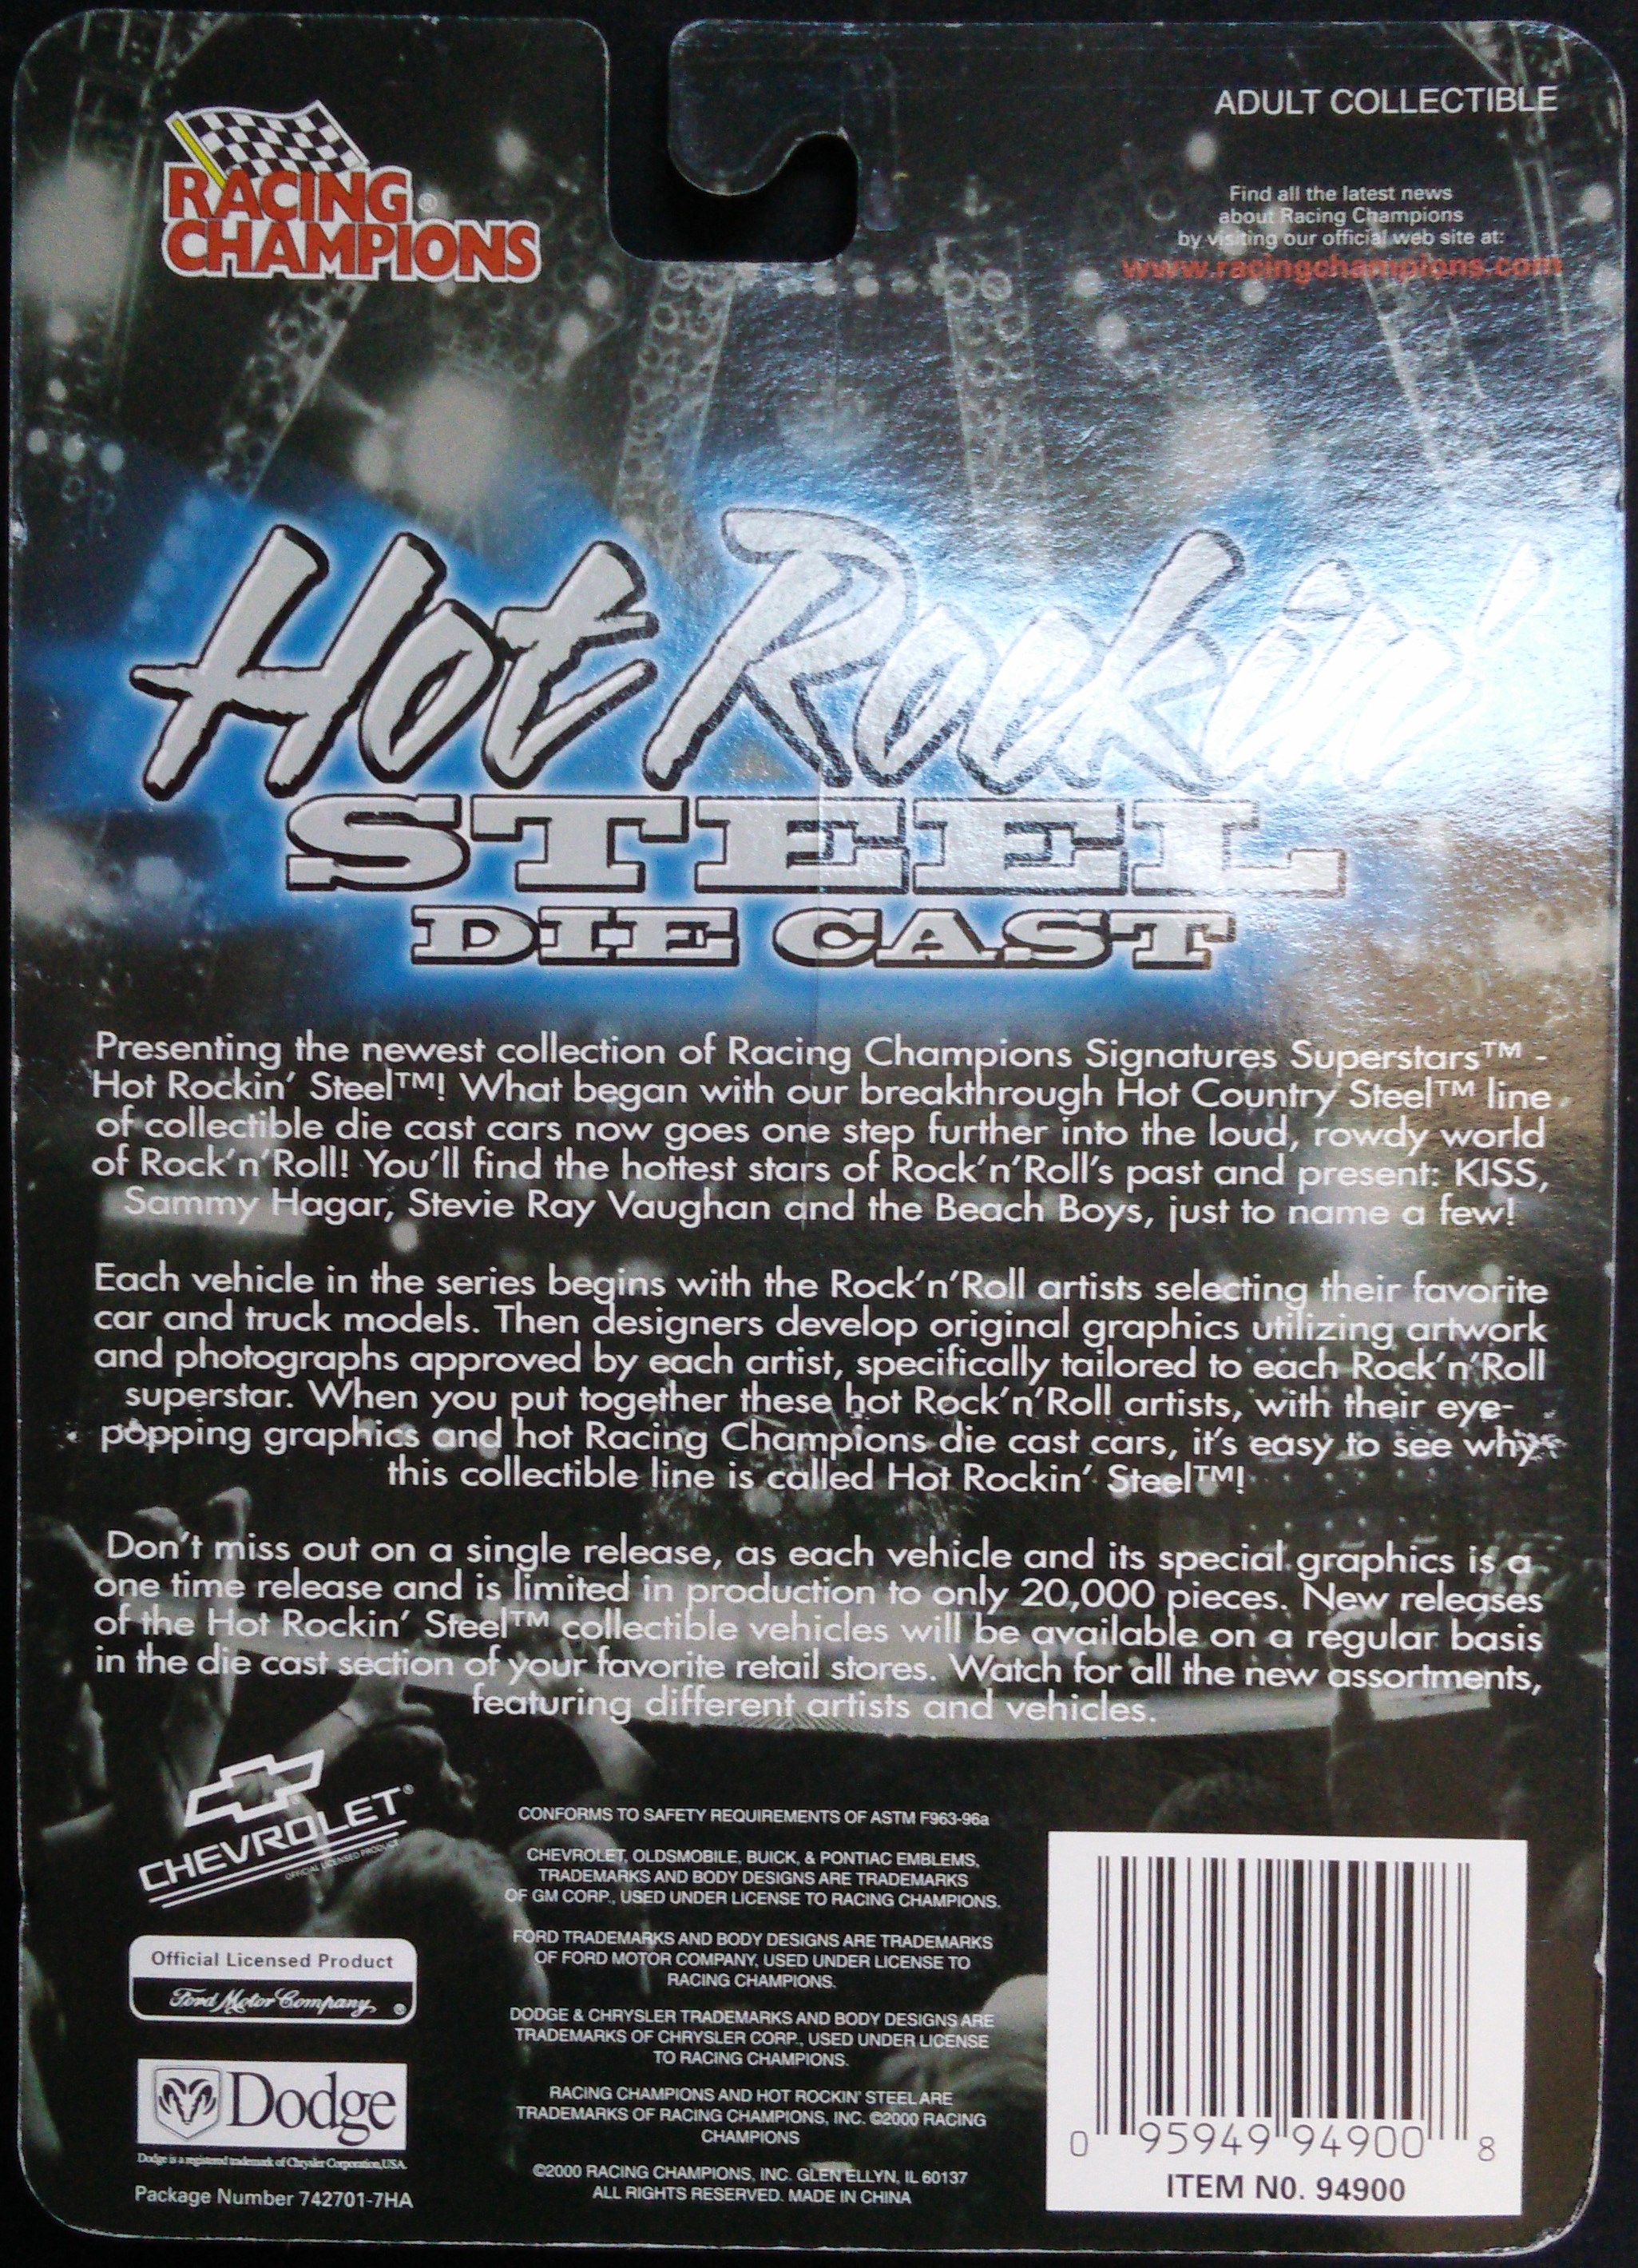 RACING®
CHAMPIONS
ADULT COLLECTIBLE
Find all the latest news
about Racing Champions
by visiting our official web site at:
www.racingchampions.com
Hot Rockin'
STEEL
DIE CAST
Presenting the newest collection of Racing Champions Signatures Superstars™ -
Hot Rockin' Steel™! What began with our breakthrough Hot Country Steel™ line
of collectible die cast cars now goes one step further into the loud, rowdy world
of Rock'n'Roll! You'll find the hottest stars of Rock'n'Roll's past and present: KISS,
Sammy Hagar, Stevie Ray Vaughan and the Beach Boys, just to name a few!
Each vehicle in the series begins with the Rock'n'Roll artists selecting their favorite
car and truck models. Then designers develop original graphics utilizing artwork
and photographs approved by each artist, specifically tailored to each Rock'n'Roll
superstar. When you put together these hot Rock'n'Roll artists, with their eye-
popping graphics and hot Racing Champions die cast cars, it's easy to see why
this collectible line is called Hot Rockin' Steel™!
Don't miss out on a single release, as each vehicle and its special graphics is a
one time release and is limited in production to only 20,000 pieces. New releases
of the Hot Rockin' Steel™ collectible vehicles will be available on a regular basis
in the die cast section of your favorite retail stores. Watch for all the new assortments,
featuring different artists and vehicles.
CHEVROLET®
OFFICIAL LICENSED PRODUCT
Official Licensed Product
Ford Motor Company ®
Dodge
Dodge is a registered trademark of Chrysler Corporation, USA.
Package Number 742701-7HA
CONFORMS TO SAFETY REQUIREMENTS OF ASTM F963-96a
CHEVROLET, OLDSMOBILE, BUICK, & PONTIAC EMBLEMS,
TRADEMARKS AND BODY DESIGNS ARE TRADEMARKS
OF GM CORP., USED UNDER LICENSE TO RACING CHAMPIONS.
FORD TRADEMARKS AND BODY DESIGNS ARE TRADEMARKS
OF FORD MOTOR COMPANY, USED UNDER LICENSE TO
RACING CHAMPIONS.
DODGE & CHRYSLER TRADEMARKS AND BODY DESIGNS ARE
TRADEMARKS OF CHRYSLER CORP., USED UNDER LICENSE
TO RACING CHAMPIONS.
RACING CHAMPIONS AND HOT ROCKIN' STEEL ARE
TRADEMARKS OF RACING CHAMPIONS, INC. ©2000 RACING
CHAMPIONS
©2000 RACING CHAMPIONS, INC. GLEN ELLYN, IL 60137
ALL RIGHTS RESERVED. MADE IN CHINA
0 95949 94900 8
ITEM NO. 94900